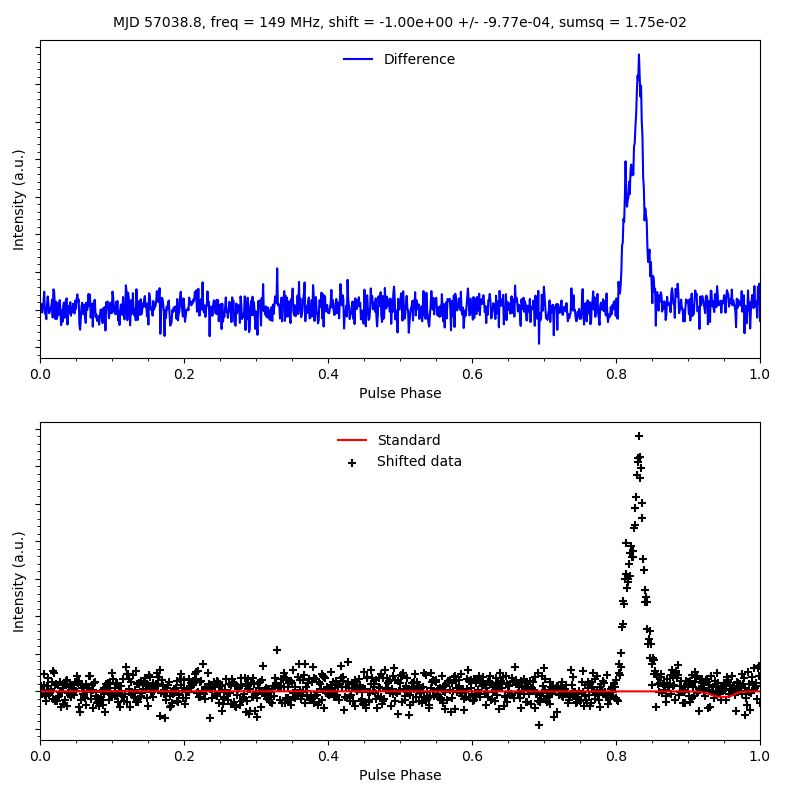 MJD 57038.8, freq = 149 MHz, shift = -1.00e+00 +/- -9.77e-04, sumsq = 1.75e-02
Difference
Intensity (a.u.)
0.0 0.2 0.4 0.6 0.8 1.0
Pulse Phase
Standard
Shifted data
Intensity (a.u.)
0.0 0.2 0.4 0.6 0.8 1.0
Pulse Phase